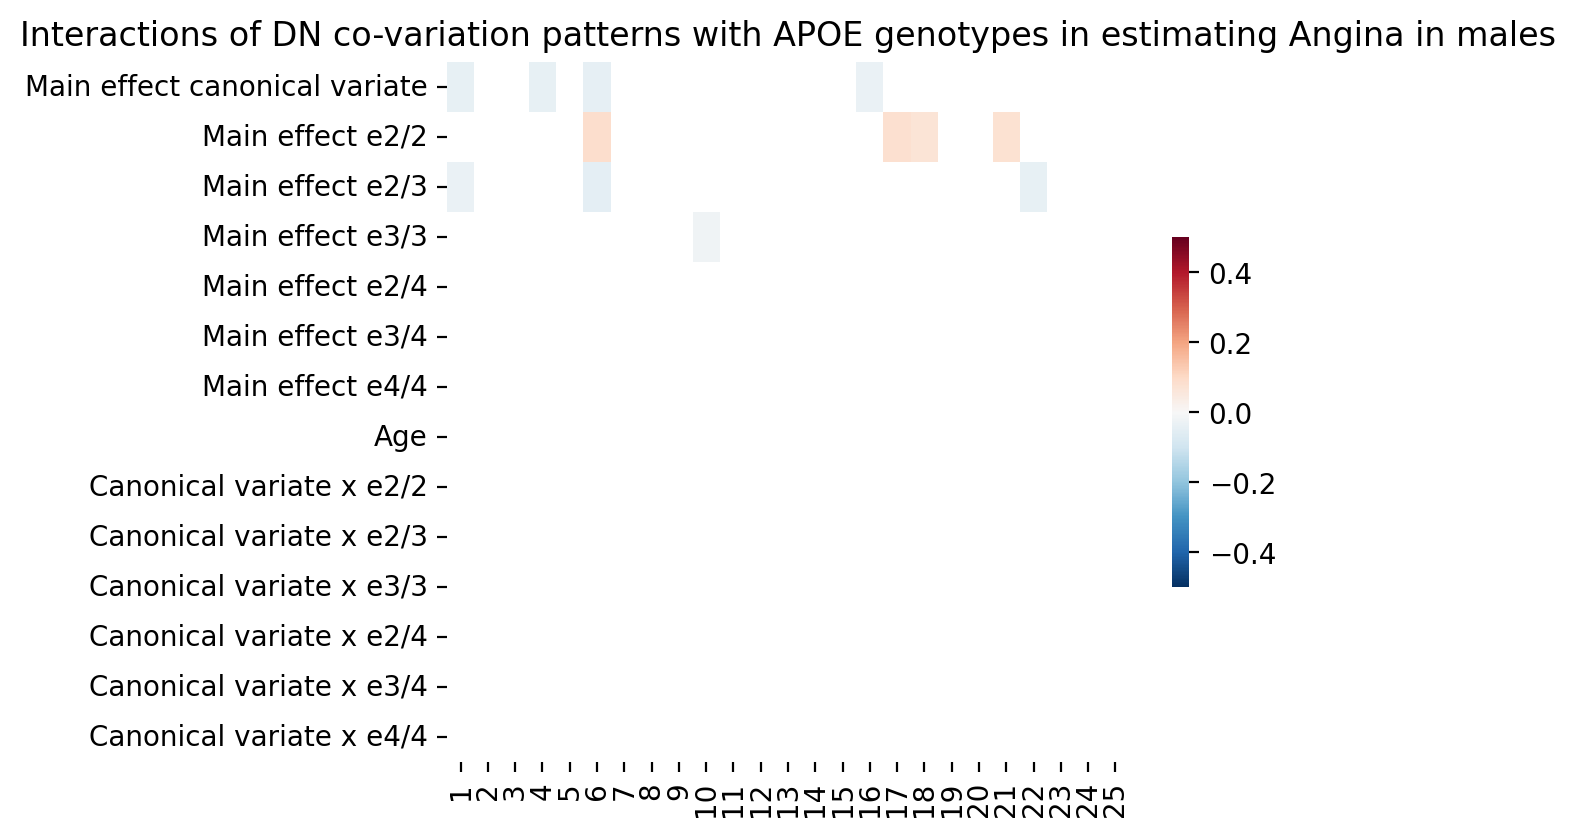 Interactions of DN co-variation patterns with APOE genotypes in estimating Angina in males
Main effect canonical variate
Main effect e2/2
Main effect e2/3
Main effect e3/3
Main effect e2/4
Main effect e3/4
Main effect e4/4
Age
Canonical variate x e2/2
Canonical variate x e2/3
Canonical variate x e3/3
Canonical variate x e2/4
Canonical variate x e3/4
Canonical variate x e4/4
1 2 3 4 5 6 7 8 9 10 11 12 13 14 15 16 17 18 19 20 21 22 23 24 25
0.4
0.2
0.0
−0.2
−0.4